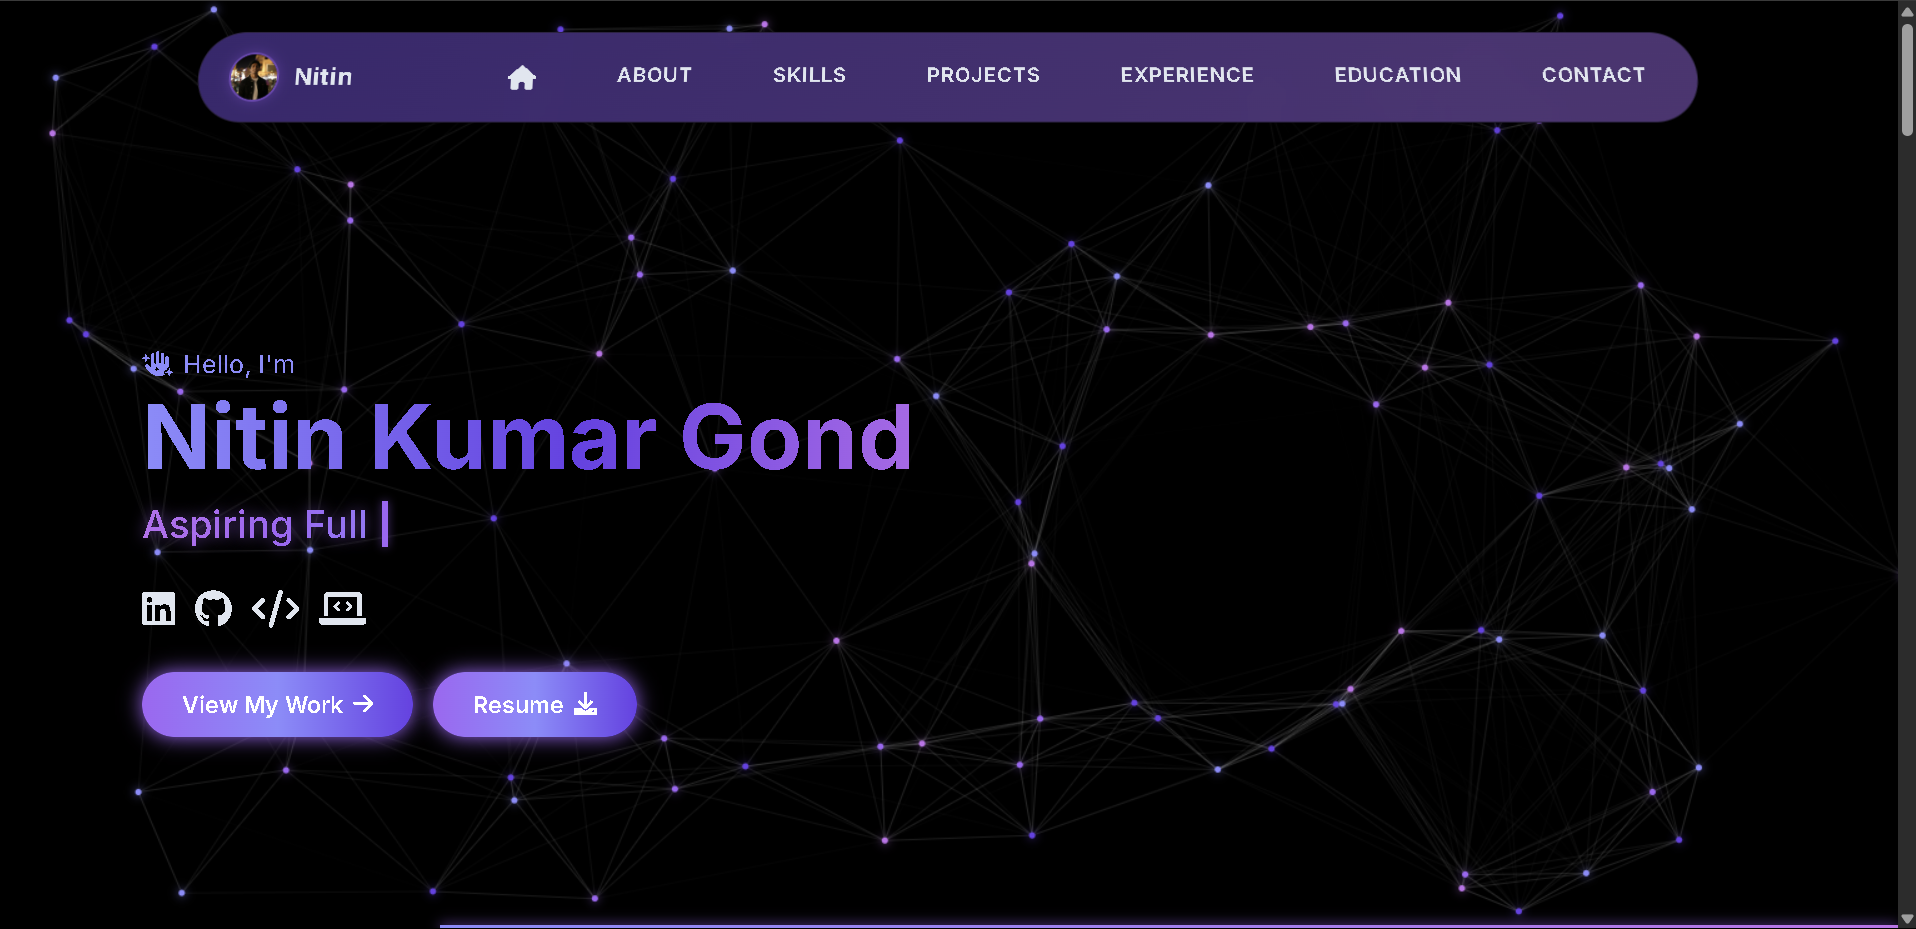 Nitin
ABOUT
SKILLS
PROJECTS
EXPERIENCE
EDUCATION
CONTACT
Hello, I'm
Nitin Kumar Gond
Aspiring Full
View My Work
Resume